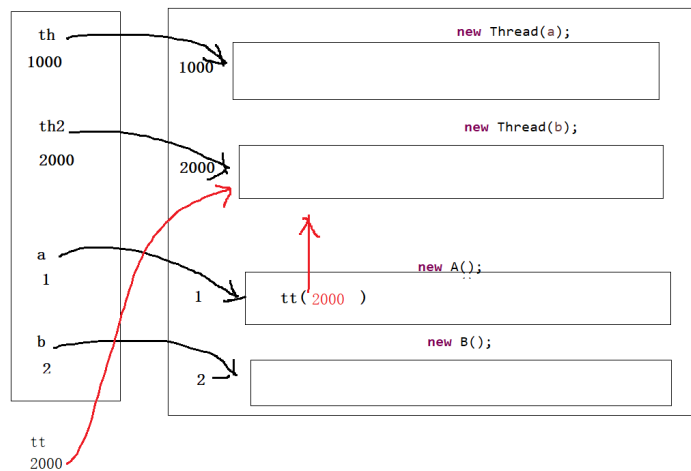 th
1000
new Thread(a);
1000
th2
2000
new Thread(b);
2000
a
1
new A();
1
tt(2000 )
b
2
new B();
2
tt
2000